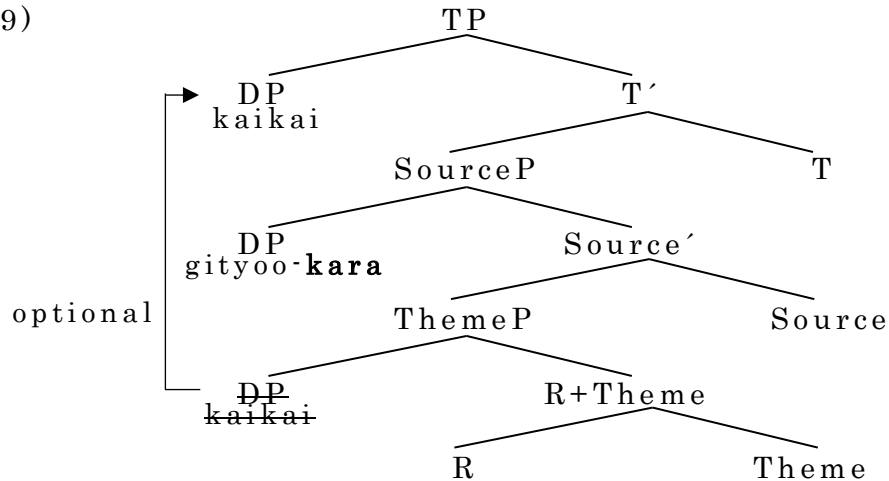 9) TP
DP T´
kaikai
SourceP T
DP Source´
gityoo-kara
optional ThemeP Source
DP R+Theme
kaikai
R Theme